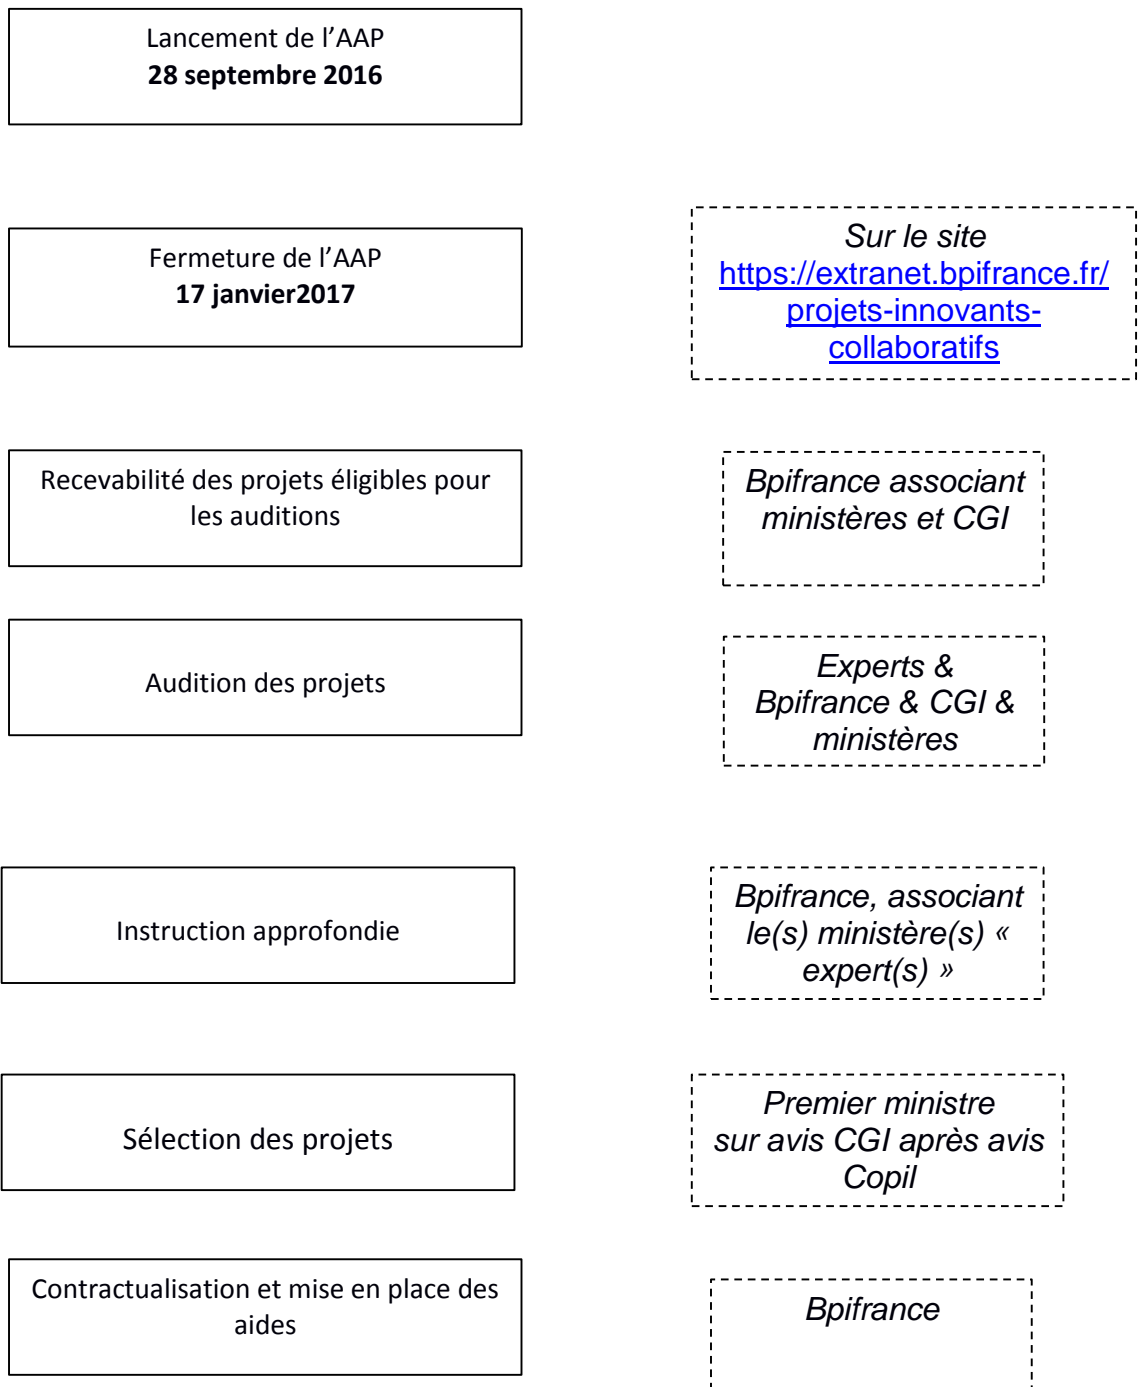 Lancement de l’AAP
28 septembre 2016
Fermeture de l’AAP
17 janvier2017
Sur le site
https://extranet.bpifrance.fr/
projets-innovants-
collaboratifs
Recevabilité des projets éligibles pour
les auditions
Bpifrance associant
ministères et CGI
Audition des projets
Experts &
Bpifrance & CGI &
ministères
Instruction approfondie
Bpifrance, associant
le(s) ministère(s) «
expert(s) »
Sélection des projets
Premier ministre
sur avis CGI après avis
Copil
Contractualisation et mise en place des
aides
Bpifrance